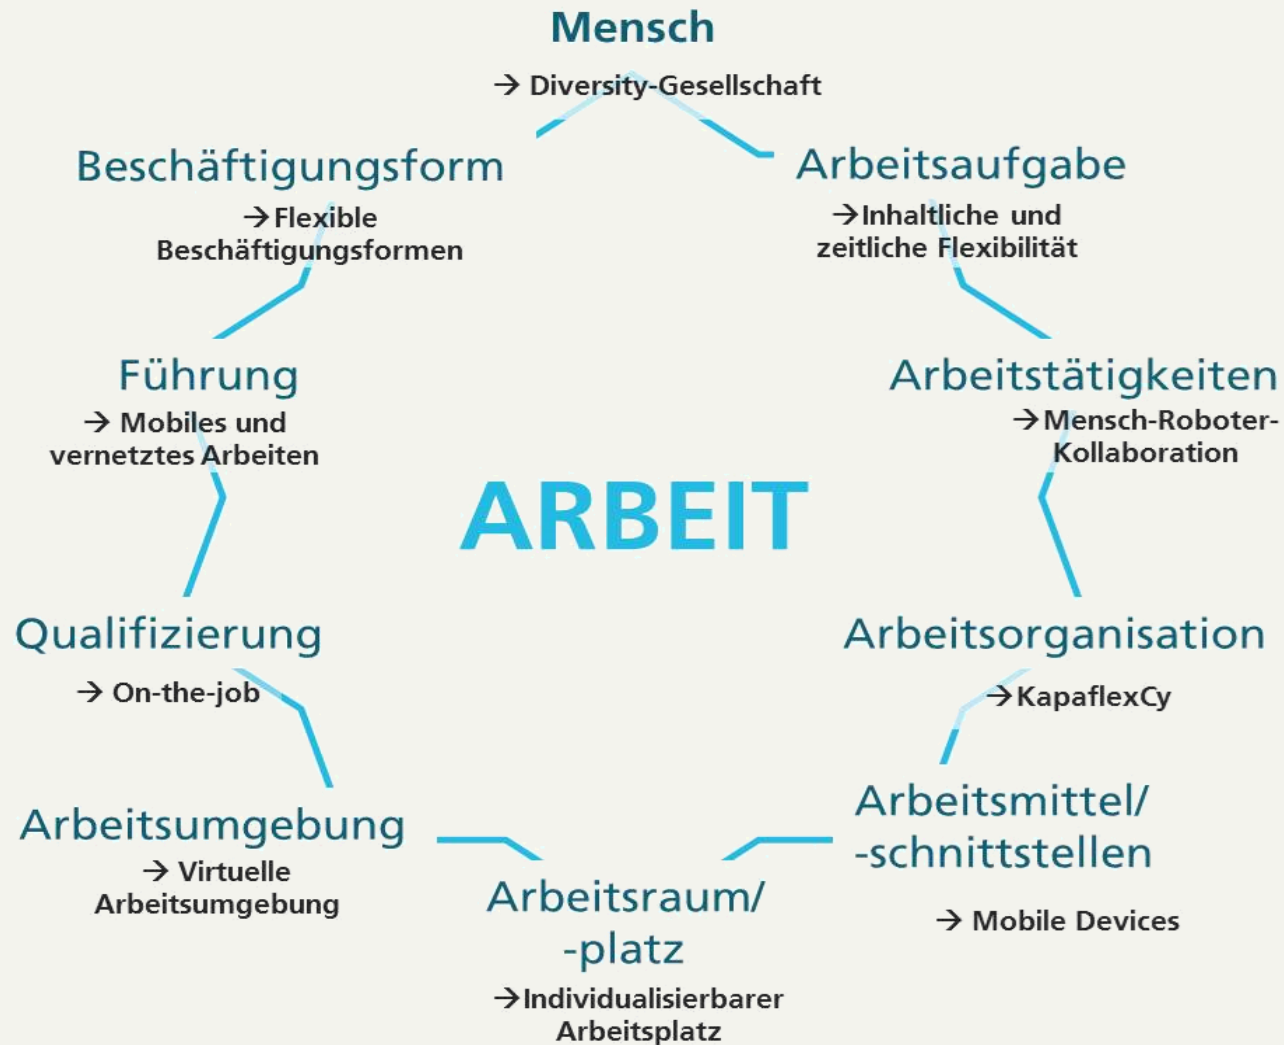 Mensch
→ Diversity-Gesellschaft
Beschäftigungsform
→ Flexible
Beschäftigungsformen
Arbeitsaufgabe
→ Inhaltliche und
zeitliche Flexibilität
Führung
→ Mobiles und
vernetztes Arbeiten
Arbeitstätigkeiten
→ Mensch-Roboter-
Kollaboration
ARBEIT
Qualifizierung
→ On-the-job
Arbeitsorganisation
→ KapaflexCy
Arbeitsumgebung
→ Virtuelle
Arbeitsumgebung
Arbeitsmittel/
-schnittstellen
→ Mobile Devices
Arbeitsraum/
-platz
→ Individualisierbarer
Arbeitsplatz